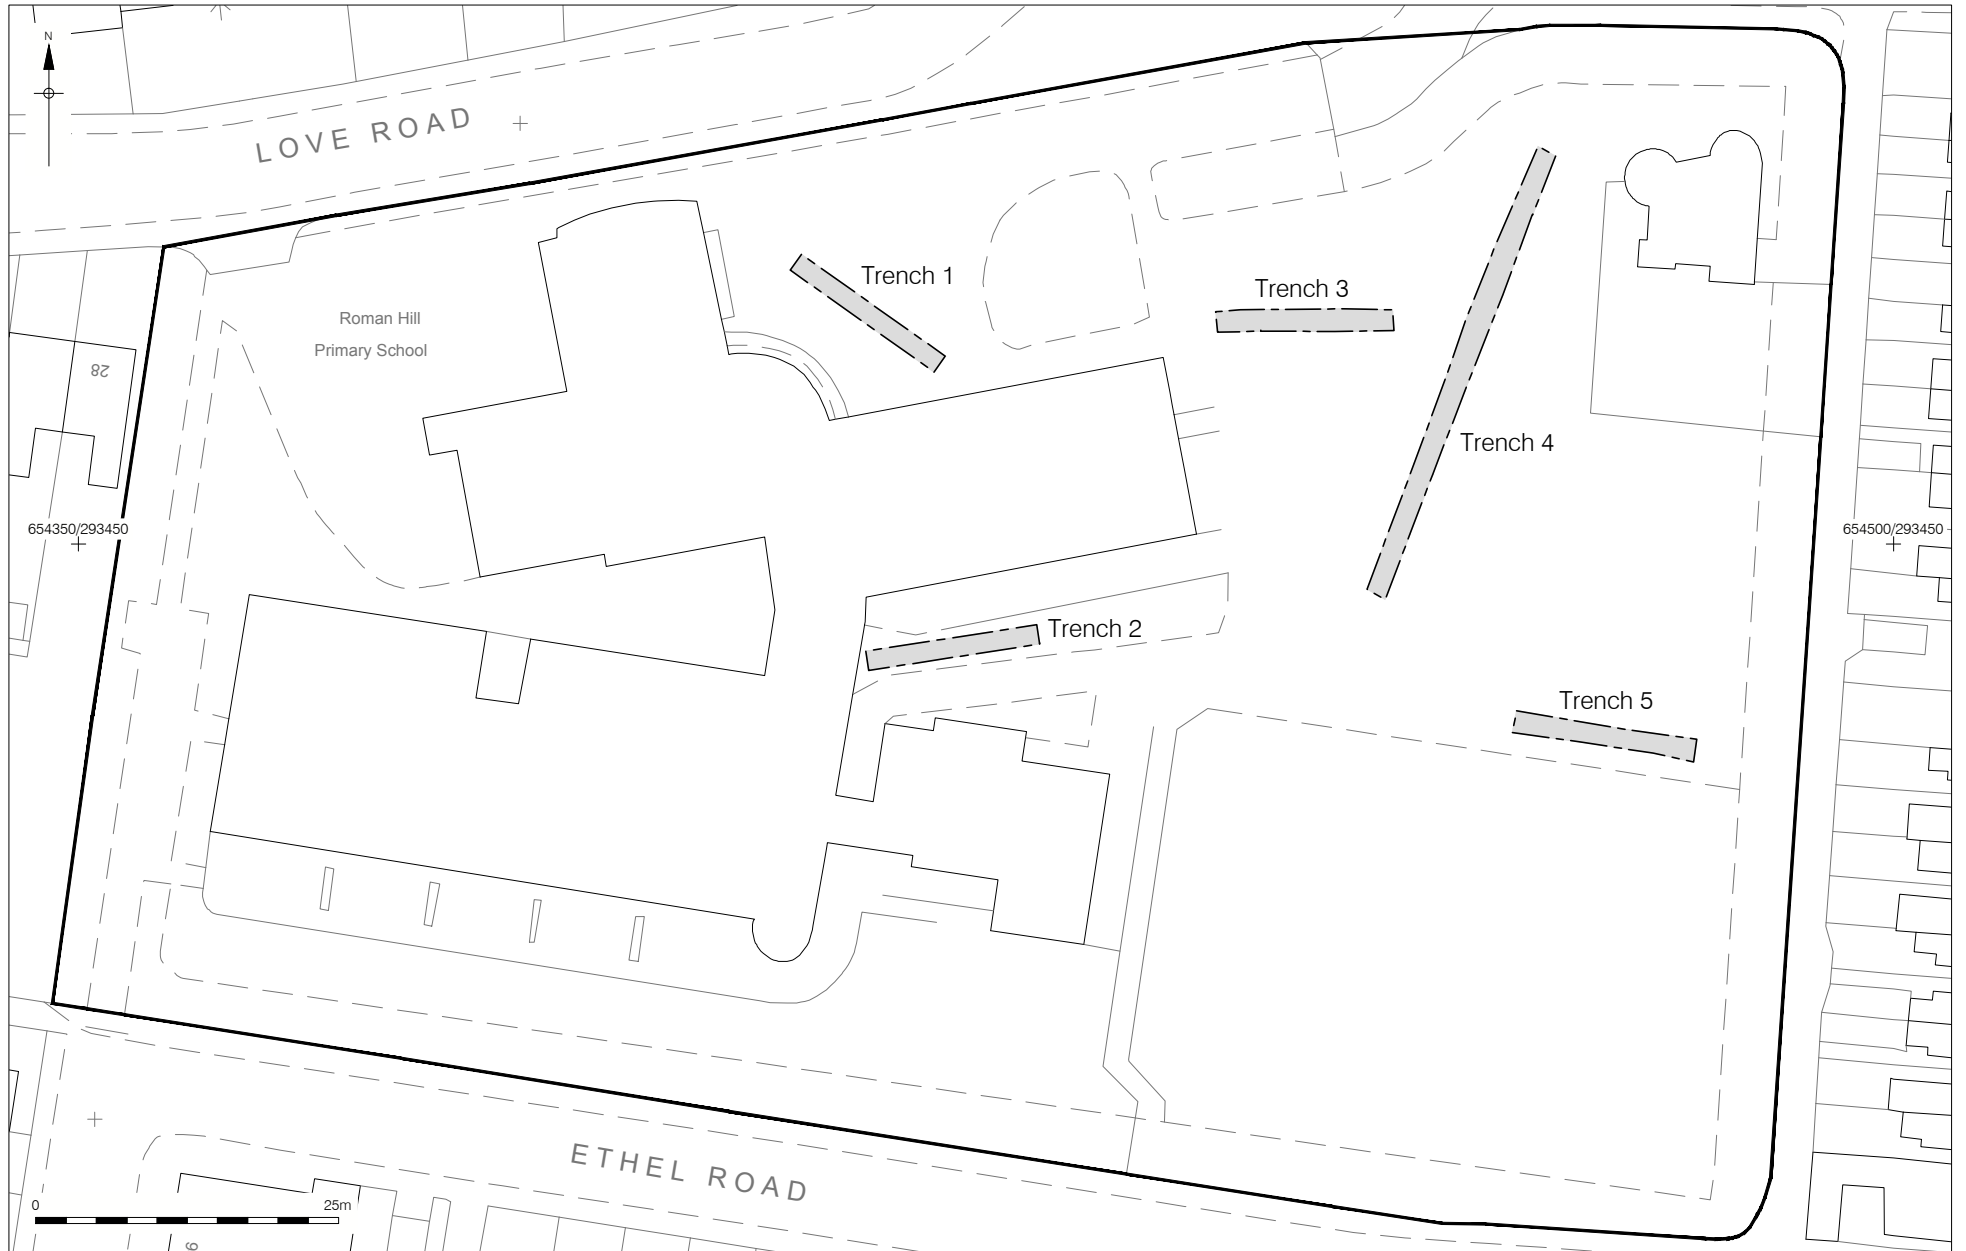 N
LOVE ROAD
Trench 1
Trench 3
Roman Hill
Primary School
28
Trench 4
654350/293450
654500/293450
Trench 2
Trench 5
ETHEL ROAD
0 25m
9